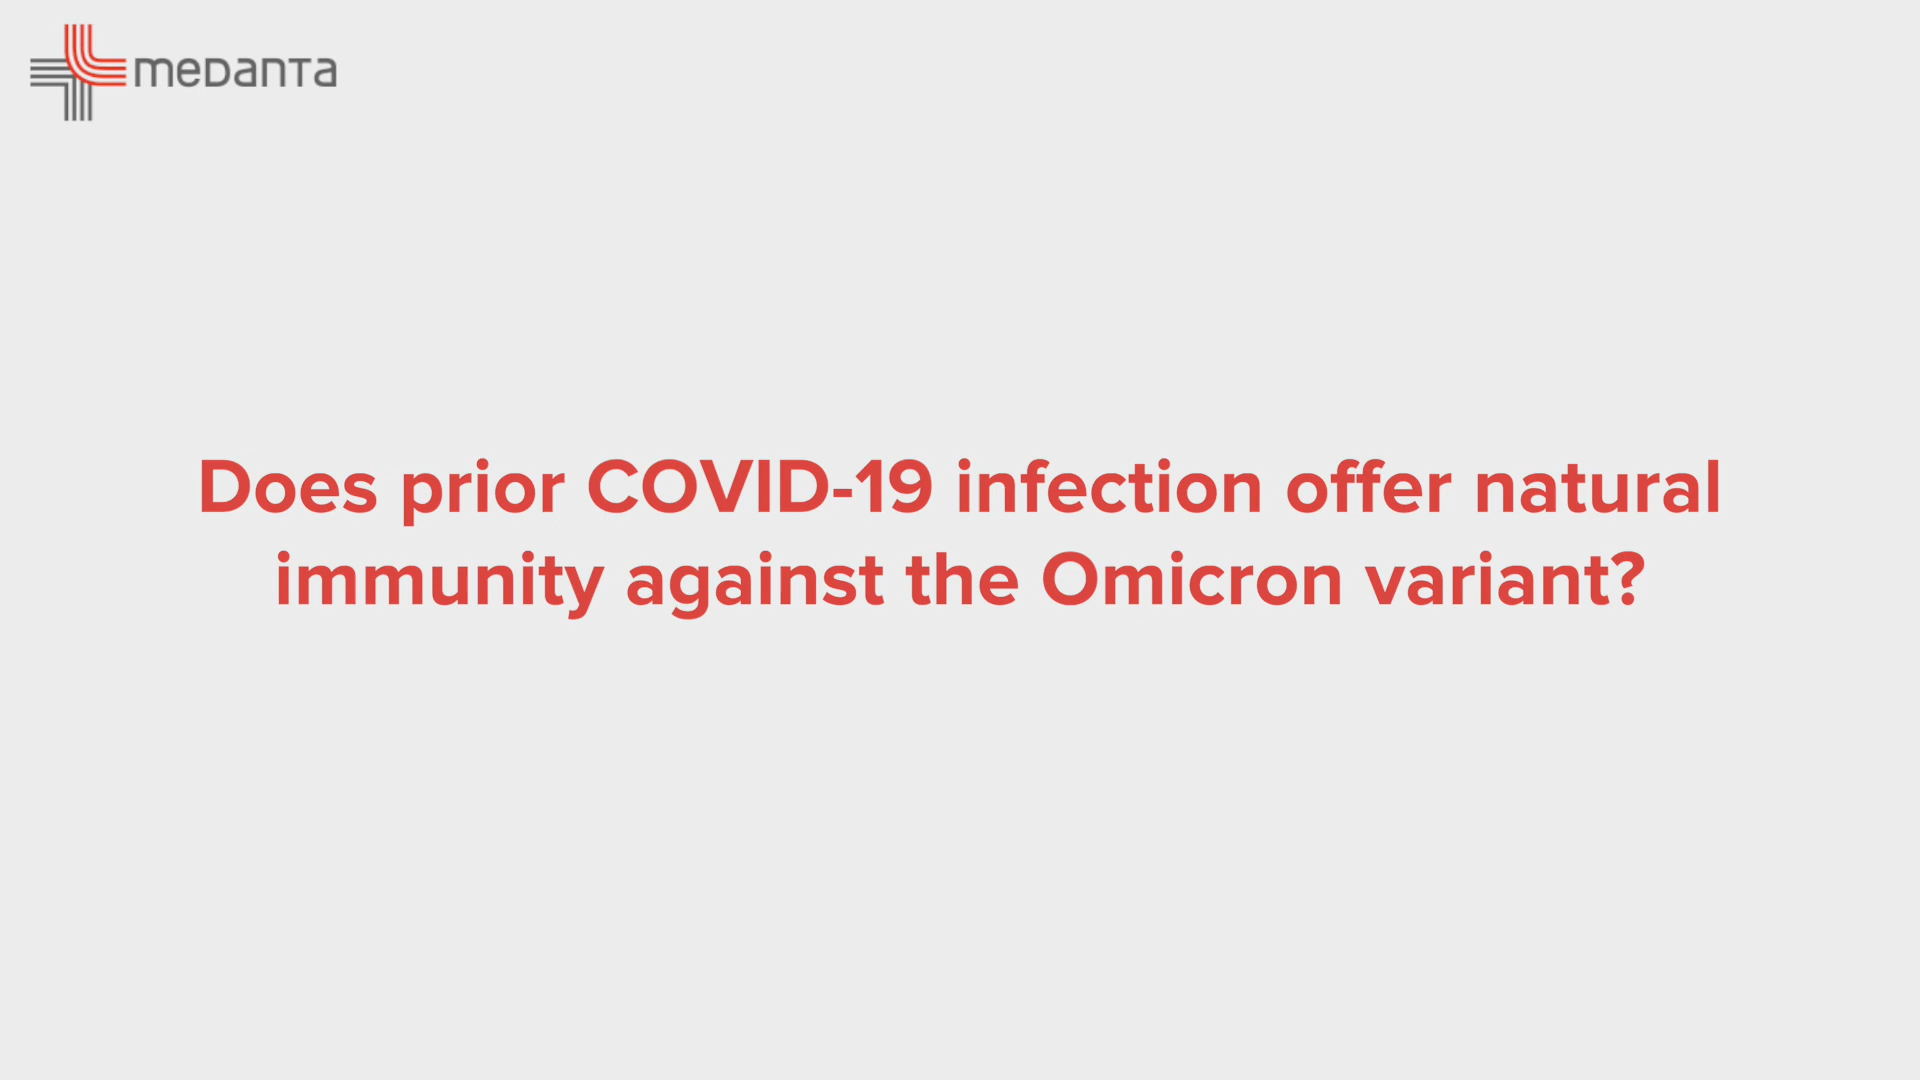 meDanTa
Does prior COVID-19 infection offer natural
immunity against the Omicron variant?